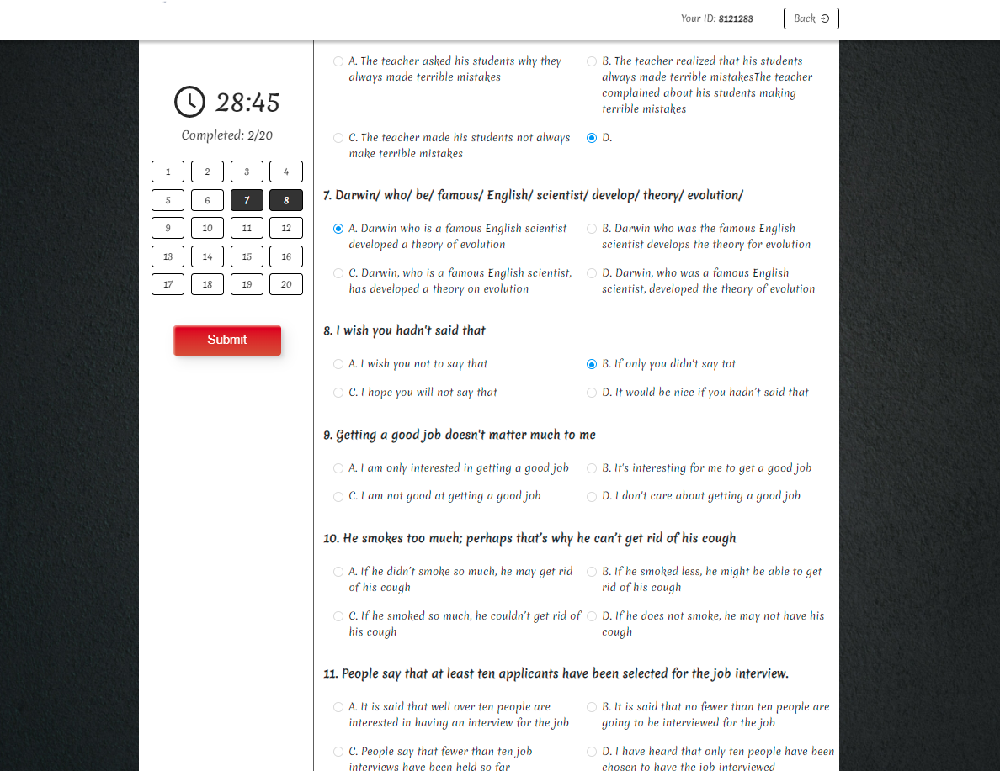 Your ID: 8121283
Back
28:45
Completed: 2/20
1 2 3 4
5 6 7 8
9 10 11 12
13 14 15 16
17 18 19 20
Submit
A. The teacher asked his students why they
always made terrible mistakes
B. The teacher realized that his students
always made terrible mistakesThe teacher
complained about his students making
terrible mistakes
C. The teacher made his students not always
make terrible mistakes
D.
7. Darwin/ who/ be/ famous/ English/ scientist/ develop/ theory/ evolution/
A. Darwin who is a famous English scientist
developed a theory of evolution
B. Darwin who was the famous English
scientist develops the theory for evolution
C. Darwin, who is a famous English scientist,
has developed a theory on evolution
D. Darwin, who was a famous English
scientist, developed the theory of evolution
8. I wish you hadn't said that
A. I wish you not to say that
B. If only you didn't say tot
C. I hope you will not say that
D. It would be nice if you hadn't said that
9. Getting a good job doesn't matter much to me
A. I am only interested in getting a good job
B. It's interesting for me to get a good job
C. I am not good at getting a good job
D. I don't care about getting a good job
10. He smokes too much; perhaps that's why he can't get rid of his cough
A. If he didn't smoke so much, he may get rid
of his cough
B. If he smoked less, he might be able to get
rid of his cough
C. If he smoked so much, he couldn't get rid of
his cough
D. If he does not smoke, he may not have his
cough
11. People say that at least ten applicants have been selected for the job interview.
A. It is said that well over ten people are
interested in having an interview for the job
B. It is said that no fewer than ten people are
going to be interviewed for the job
C. People say that fewer than ten job
interviews have been held so far
D. I have heard that only ten people have been
chosen to have the job interviewed